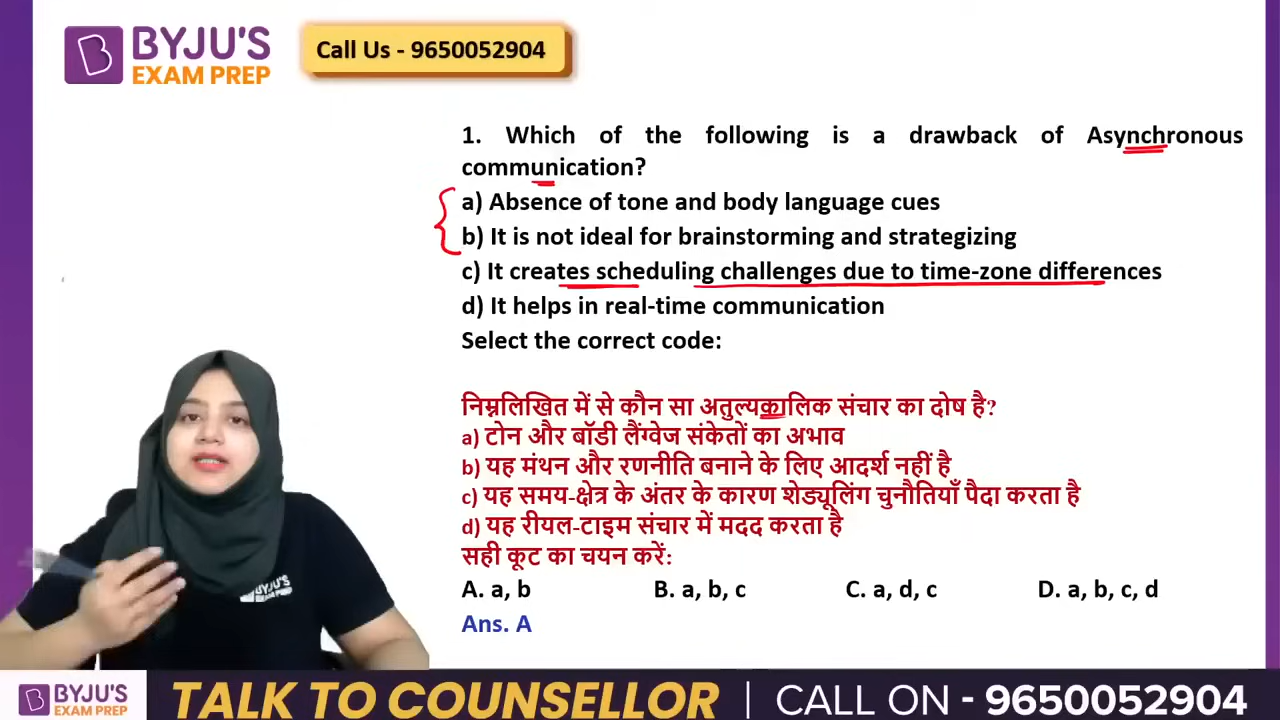 BYJU'S
EXAM PREP
Call Us - 9650052904
1. Which of the following is a drawback of Asynchronous
communication?
a) Absence of tone and body language cues
b) It is not ideal for brainstorming and strategizing
c) It creates scheduling challenges due to time-zone differences
d) It helps in real-time communication
Select the correct code:
निम्नलिखित में से कौन सा अतुल्यकालिक संचार का दोष है?
a) टोन और बॉडी लैंग्वेज संकेतों का अभाव
b) यह मंथन और रणनीति बनाने के लिए आदर्श नहीं है
c) यह समय-क्षेत्र के अंतर के कारण शेड्यूलिंग चुनौतियाँ पैदा करता है
d) यह रीयल-टाइम संचार में मदद करता है
सही कूट का चयन करें:
A. a, b B. a, b, c C. a, d, c D. a, b, c, d
Ans. A
BYJU'S
EXAM PREP
BYJU'S
EXAM PREP
TALK TO COUNSELLOR | CALL ON - 9650052904